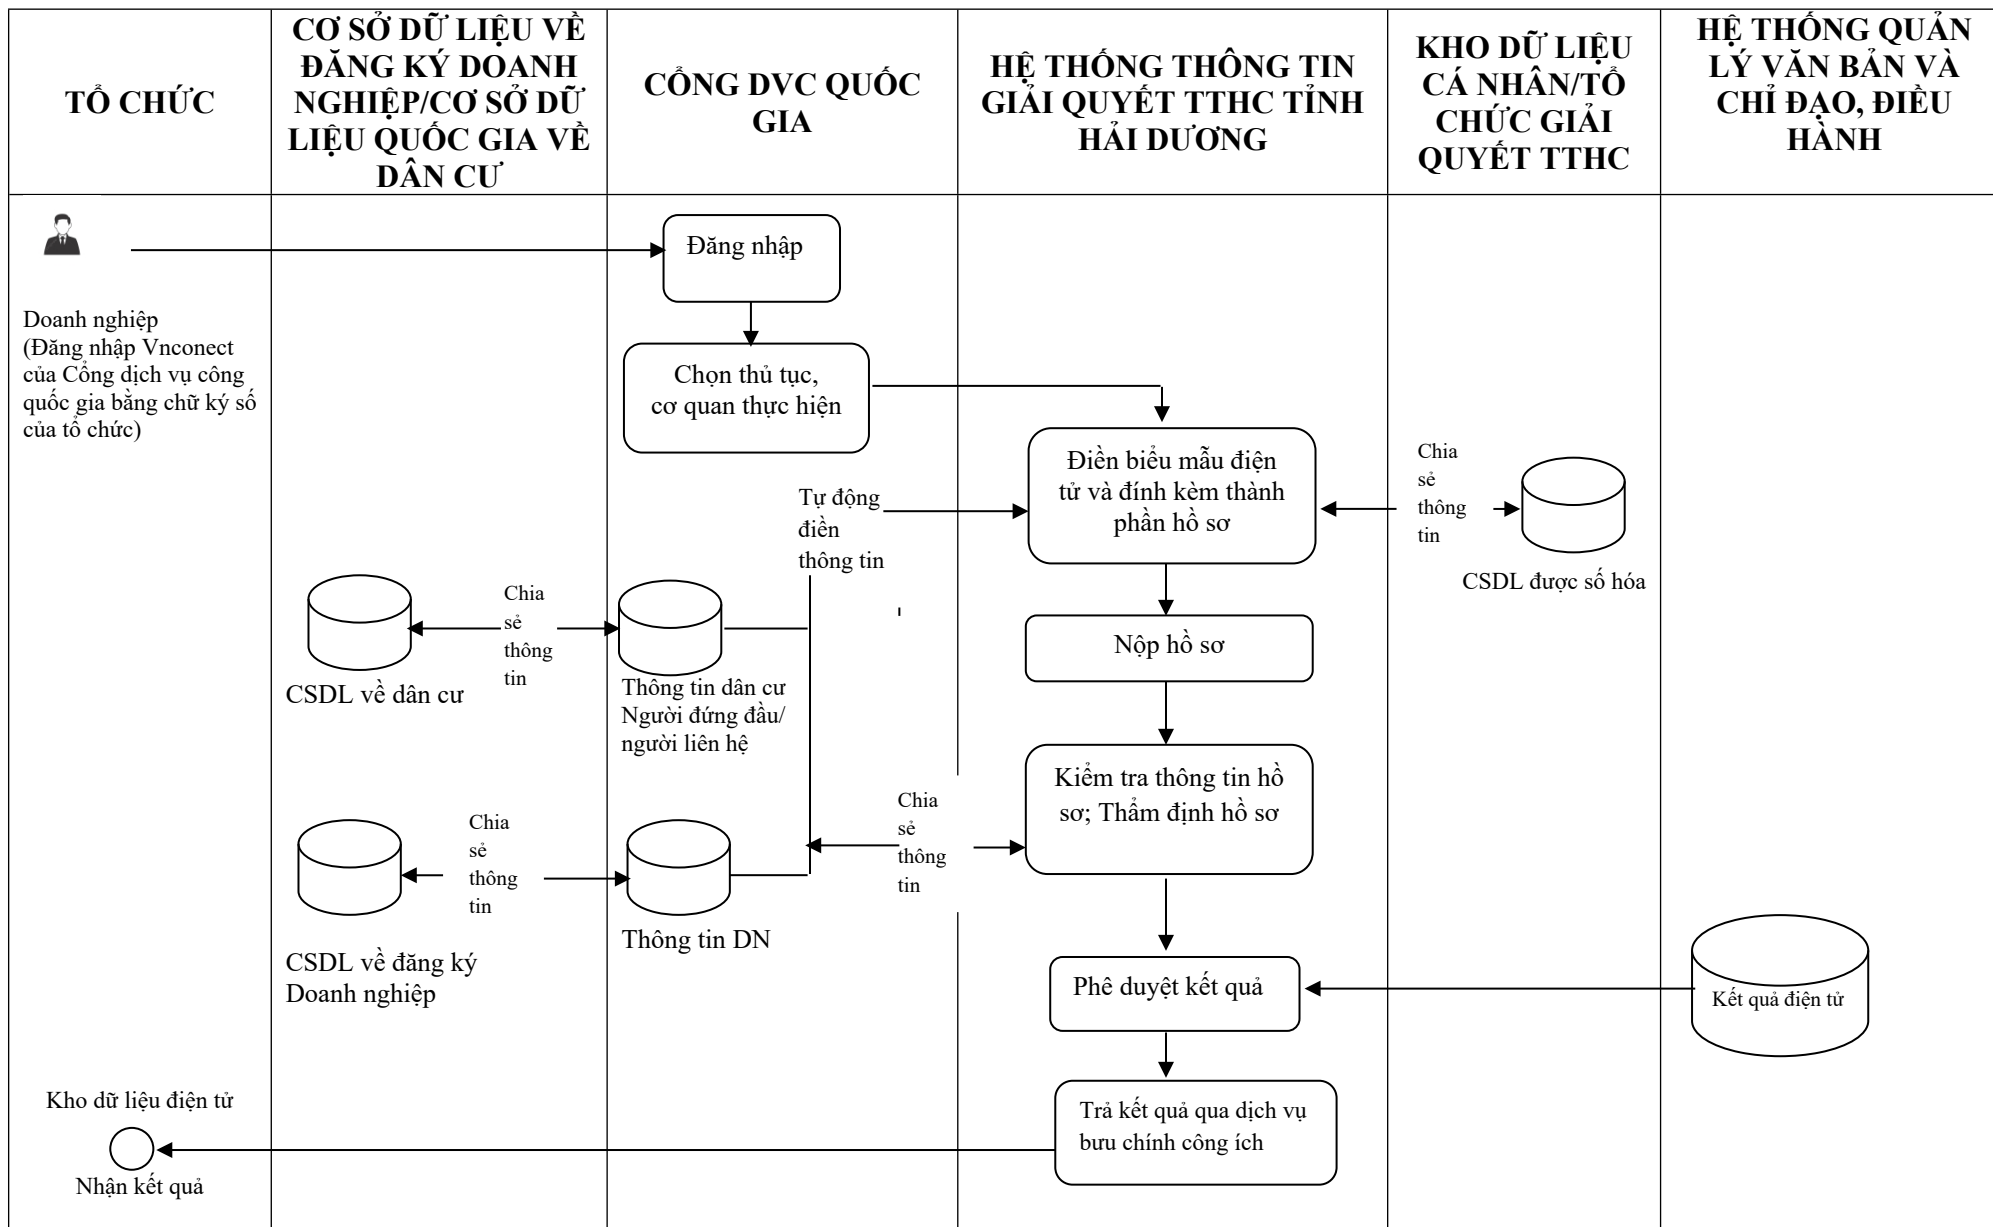 TỔ CHỨC
CƠ SỞ DỮ LIỆU VỀ
ĐĂNG KÝ DOANH
NGHIỆP/CƠ SỞ DỮ
LIỆU QUỐC GIA VỀ
DÂN CƯ
CỔNG DVC QUỐC
GIA
HỆ THỐNG THÔNG TIN
GIẢI QUYẾT TTHC TỈNH
HẢI DƯƠNG
KHO DỮ LIỆU
CÁ NHÂN/TỔ
CHỨC GIẢI
QUYẾT TTHC
HỆ THỐNG QUẢN
LÝ VĂN BẢN VÀ
CHỈ ĐẠO, ĐIỀU
HÀNH
Doanh nghiệp
(Đăng nhập Vnconect
của Cổng dịch vụ công
quốc gia bằng chữ ký số
của tổ chức)
Đăng nhập
Chọn thủ tục,
cơ quan thực hiện
Điền biểu mẫu điện
tử và đính kèm thành
phần hồ sơ
Chia
sẻ
thông
tin
CSDL được số hóa
Tự động
điền
thông tin
CSDL về dân cư
Chia
sẻ
thông
tin
Thông tin dân cư
Người đứng đầu/
người liên hệ
Nộp hồ sơ
Kiểm tra thông tin hồ
sơ; Thẩm định hồ sơ
Chia
sẻ
thông
tin
Chia
sẻ
thông
tin
CSDL về đăng ký
Doanh nghiệp
Thông tin DN
Phê duyệt kết quả
Kết quả điện tử
Trả kết quả qua dịch vụ
bưu chính công ích
Kho dữ liệu điện tử
Nhận kết quả